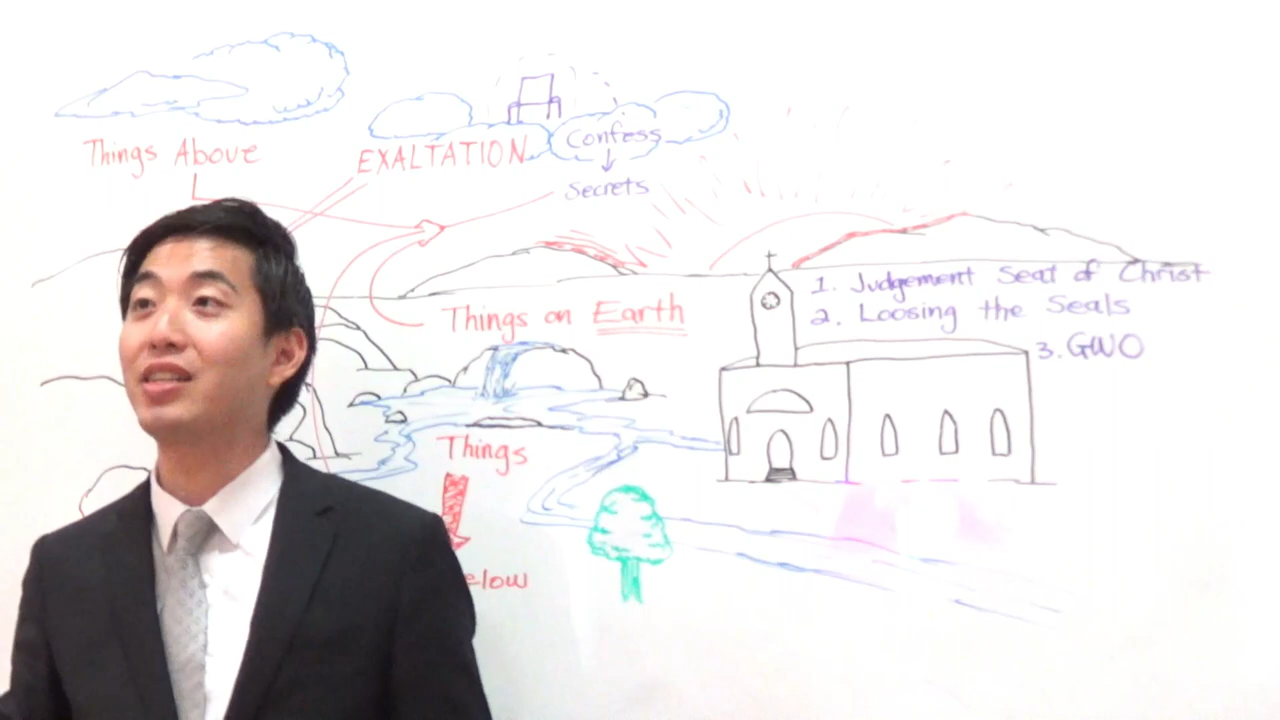 Things Above
EXALTATION
Confess
Secrets
1. Judgement Seat of Christ
2. Loosing the Seals
3. GWO
Things on Earth
Things
elow